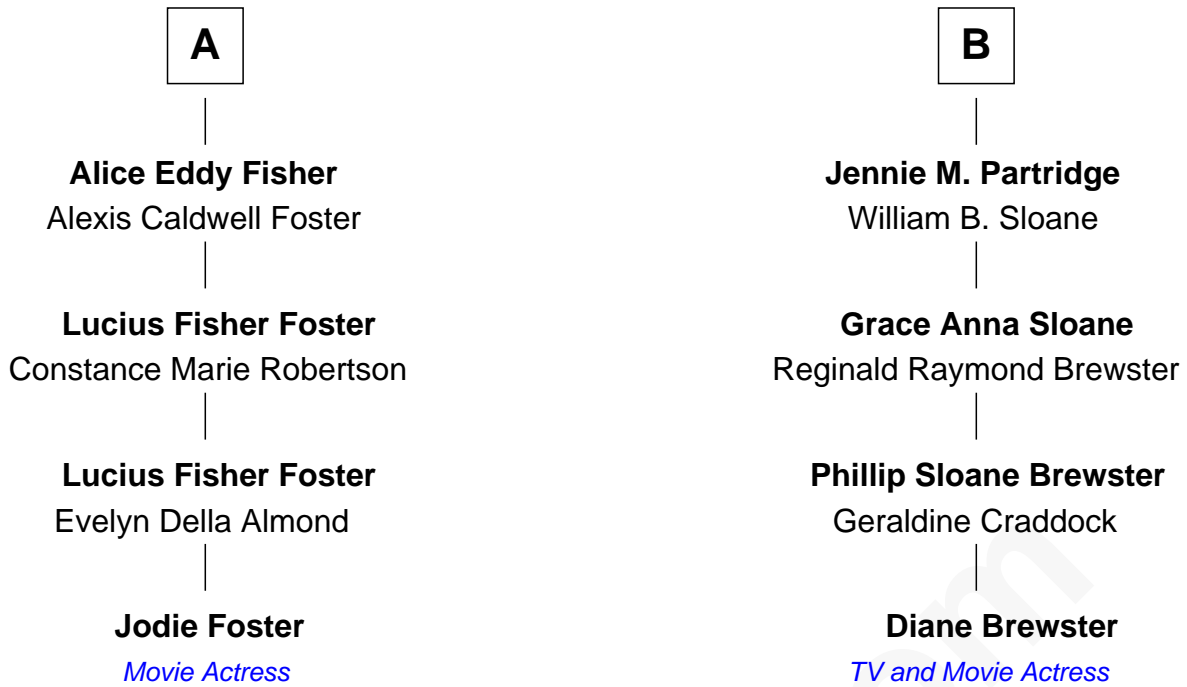 A
Alice Eddy Fisher
Alexis Caldwell Foster
Lucius Fisher Foster
Constance Marie Robertson
Lucius Fisher Foster
Evelyn Della Almond
Jodie Foster
Movie Actress
B
Jennie M. Partridge
William B. Sloane
Grace Anna Sloane
Reginald Raymond Brewster
Phillip Sloane Brewster
Geraldine Craddock
Diane Brewster
TV and Movie Actress